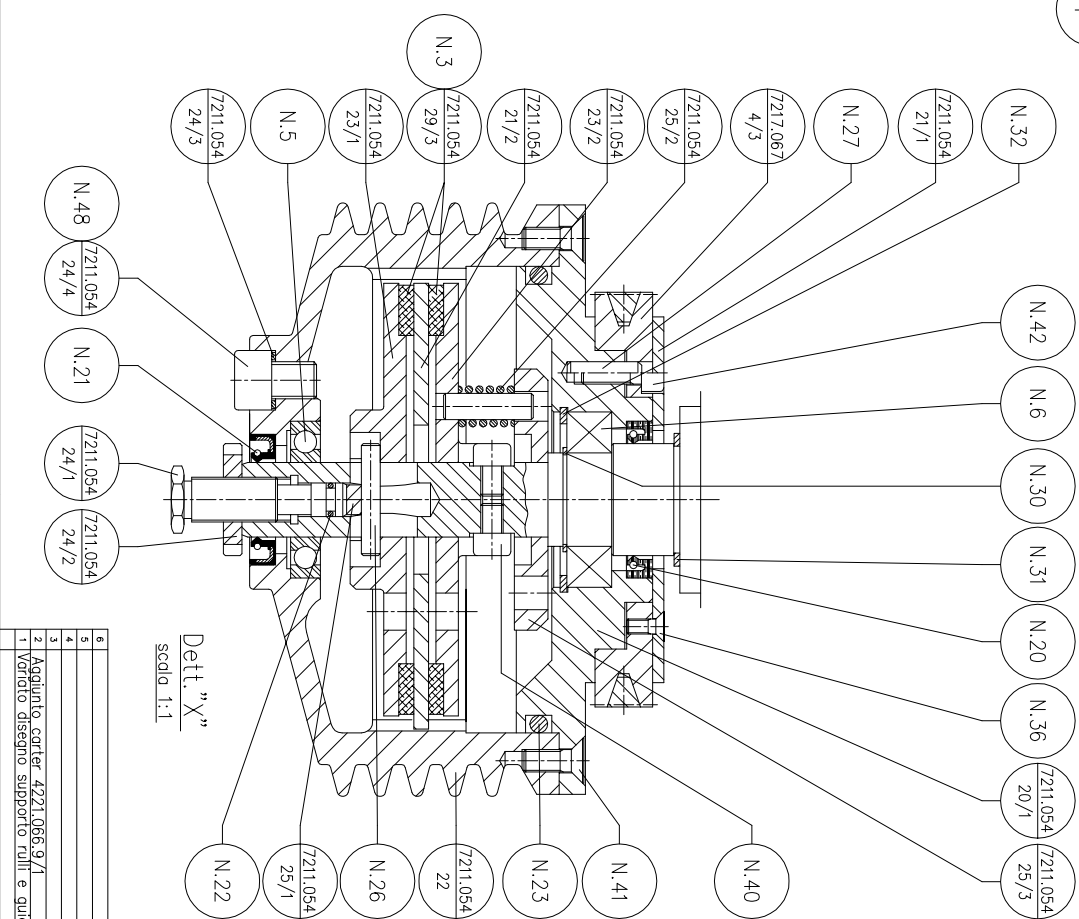 N.32
7211.054
21/1
N.27
7217.067
4/3
7211.054
25/2
7211.054
23/2
7211.054
21/2
7211.054
29/3
N.3
7211.054
23/1
N.5
7211.054
24/3
N.48
7211.054
24/4
N.21
7211.054
24/1
7211.054
24/2
N.42
N.6
N.30
N.31
N.20
N.36
7211.054
20/1
7211.054
25/3
N.40
N.41
N.23
7211.054
22
N.26
7211.054
25/1
N.22
Dett. "X"
scala 1:1
6
5
4
3
2 Aggiunto carter 4221.066.9/1
1 Variato disegno supporto rulli e